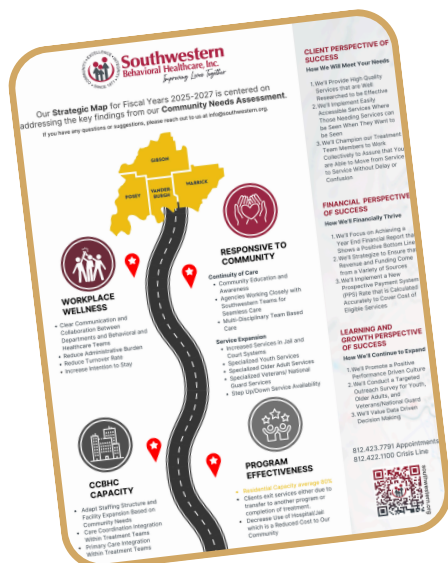 Southwestern
Behavioral Healthcare, Inc.
Improving Lives Together
Our Strategic Map for Fiscal Years 2025-2027 is centered on
addressing the key findings from our Community Needs Assessment.
If you have any questions or suggestions, please reach out to us at info@southwestern.org.
GIBSON
POSEY
VANDER
BURGH
WARRICK
WORKPLACE
WELLNESS
Clear Communication and
Collaboration Between
Departments and Behavioral and
Healthcare Teams
Reduce Administrative Burden
Reduce Turnover Rate
Increase Intention to Stay
RESPONSIVE TO
COMMUNITY
Continuity of Care
Community Education and
Awareness
Agencies Working Closely with
Southwestern Teams for
Seamless Care
Multi-Disciplinary Team Based
Care
Service Expansion
Increased Services in Jail and
Court Systems
Specialized Youth Services
Specialized Older Adult Services
Specialized Veterans/ National
Guard Services
Step Up/Down Service Availability
CCBHC
CAPACITY
Adapt Staffing Structure and
Facility Expansion Based on
Community Needs
Care Coordination Integration
Within Treatment Teams
Primary Care Integration
Within Treatment Teams
PROGRAM
EFFECTIVENESS
Residential Capacity average 80%
Clients exit services either due to
transfer to another program or
completion of treatment.
Decrease Use of Hospital/Jail
which is a Reduced Cost to Our
Community
CLIENT PERSPECTIVE OF
SUCCESS
How We Will Meet Your Needs
1. We'll Provide High Quality
Services that are Well
Researched to be Effective
2. We'll Implement Easily
Accessible Services Where
Those Needing Services can
be Seen When They Want to
be Seen
3. We'll Champion our Treatment
Team Members to Work
Collectively to Assure that You
are Able to Move from Service
to Service Without Delay or
Confusion
FINANCIAL PERSPECTIVE
OF SUCCESS
How We'll Financially Thrive
1. We'll Focus on Achieving a
Year End Financial Report that
Shows a Positive Bottom Line
2. We'll Strategize to Ensure that
Revenue and Funding Come
from a Variety of Sources
3. We'll Implement a New
Prospective Payment System
(PPS) Rate that is Calculated
Accurately to Cover Cost of
Eligible Services
LEARNING AND
GROWTH PERSPECTIVE
OF SUCCESS
How We'll Continue to Expand
1. We'll Promote a Positive
Performance Driven Culture
2. We'll Conduct a Targeted
Outreach Survey for Youth,
Older Adults, and
Veterans/National Guard
3. We'll Value Data Driven
Decision Making
812.423.7791 Appointments
812.422.1100 Crisis Line
southwestern.org